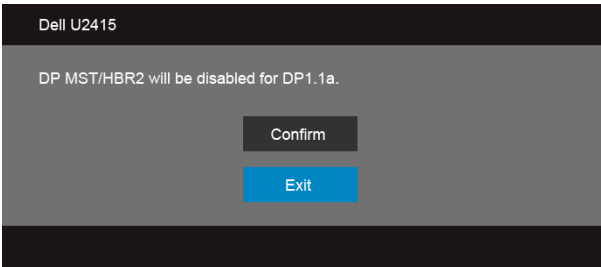 Dell U2415
DP MST/HBR2 will be disabled for DP1.1a.
Confirm
Exit